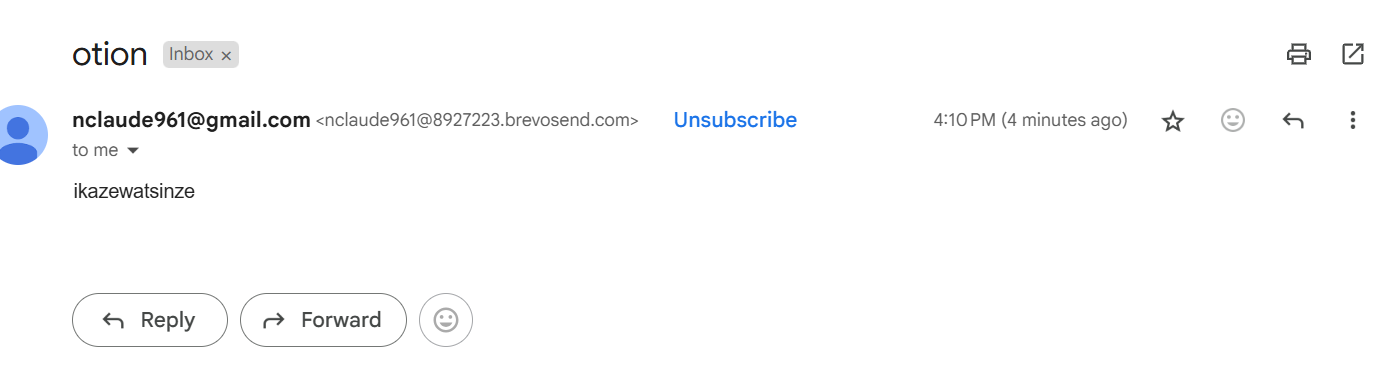 otion Inbox ×
nclaude961@gmail.com <nclaude961@8927223.brevosend.com> Unsubscribe 4:10 PM (4 minutes ago)
to me
ikazewatsinze
Reply Forward